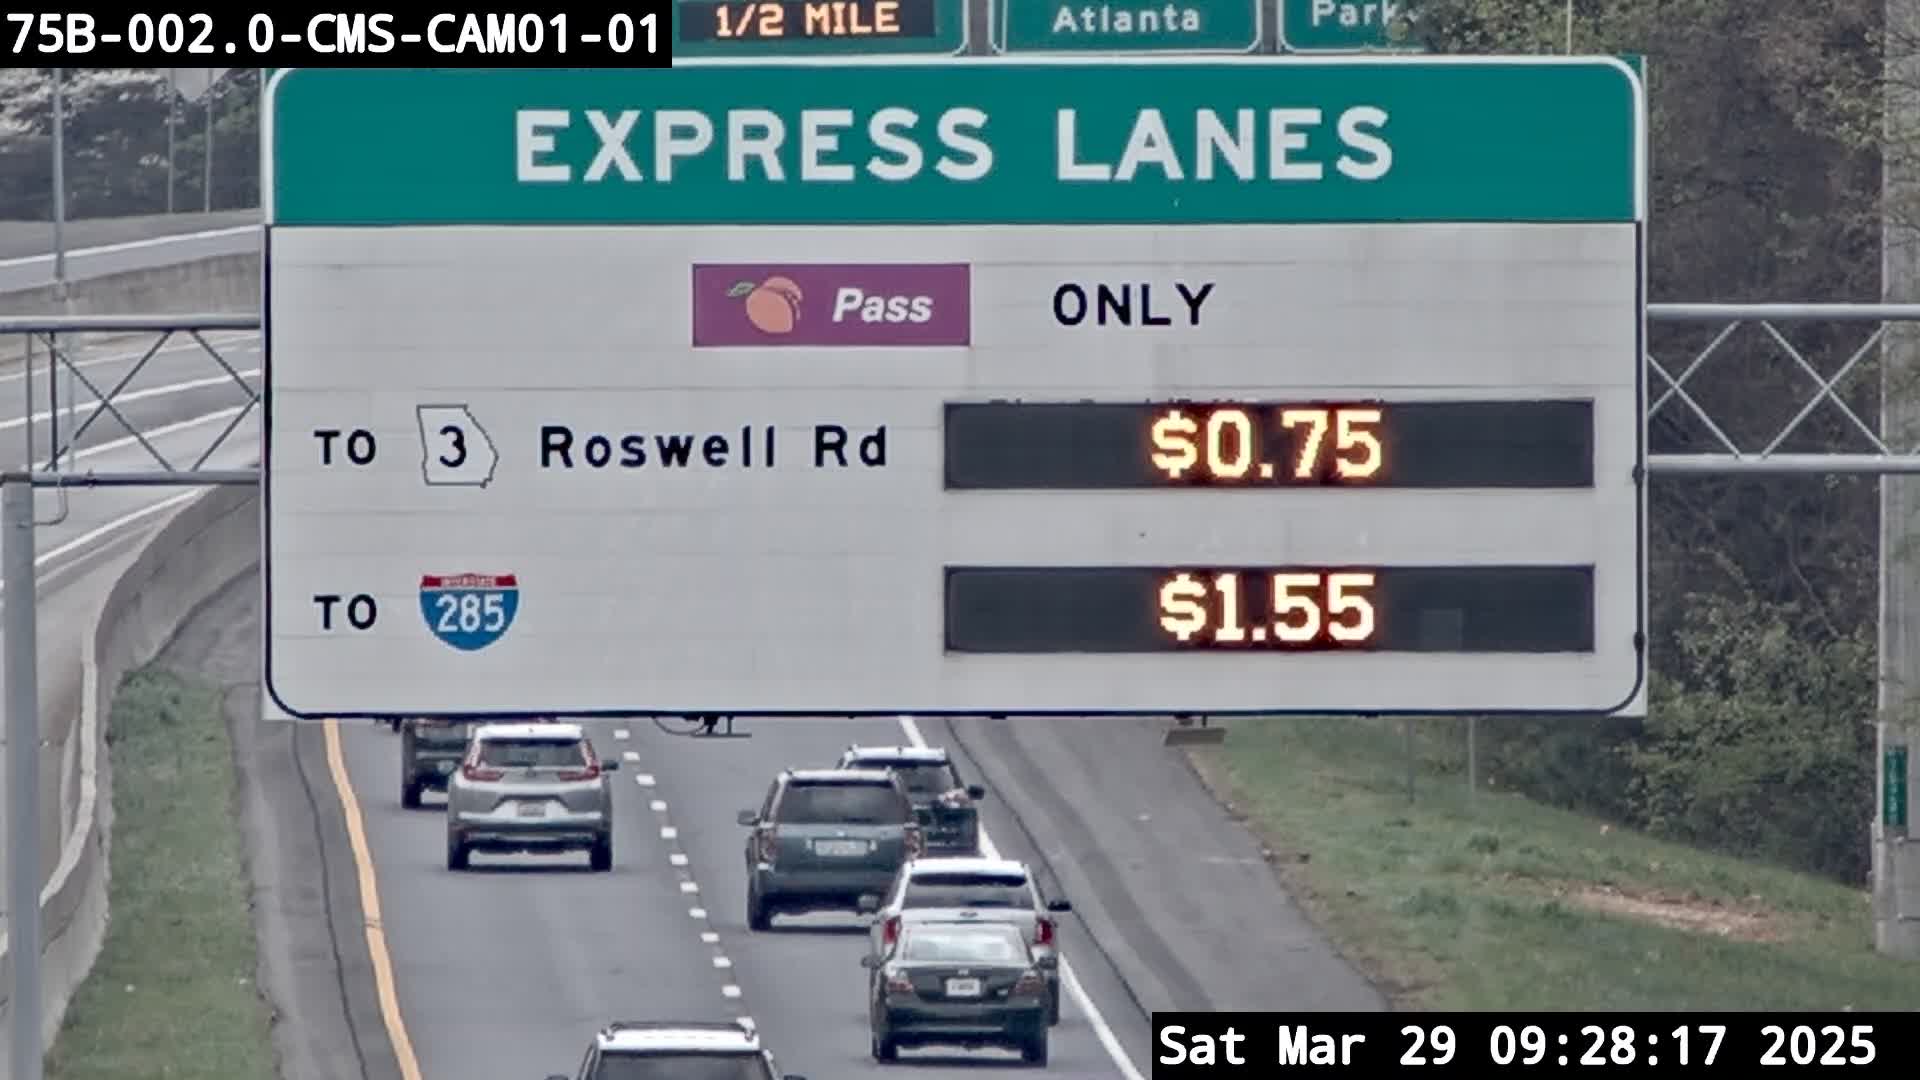 75B-002.0-CMS-CAM01-01
1/2 MILE
Atlanta
EXPRESS LANES
Pass ONLY
TO 3 Roswell Rd $0.75
TO INTERSTATE 285 $1.55
Sat Mar 29 09:28:17 2025